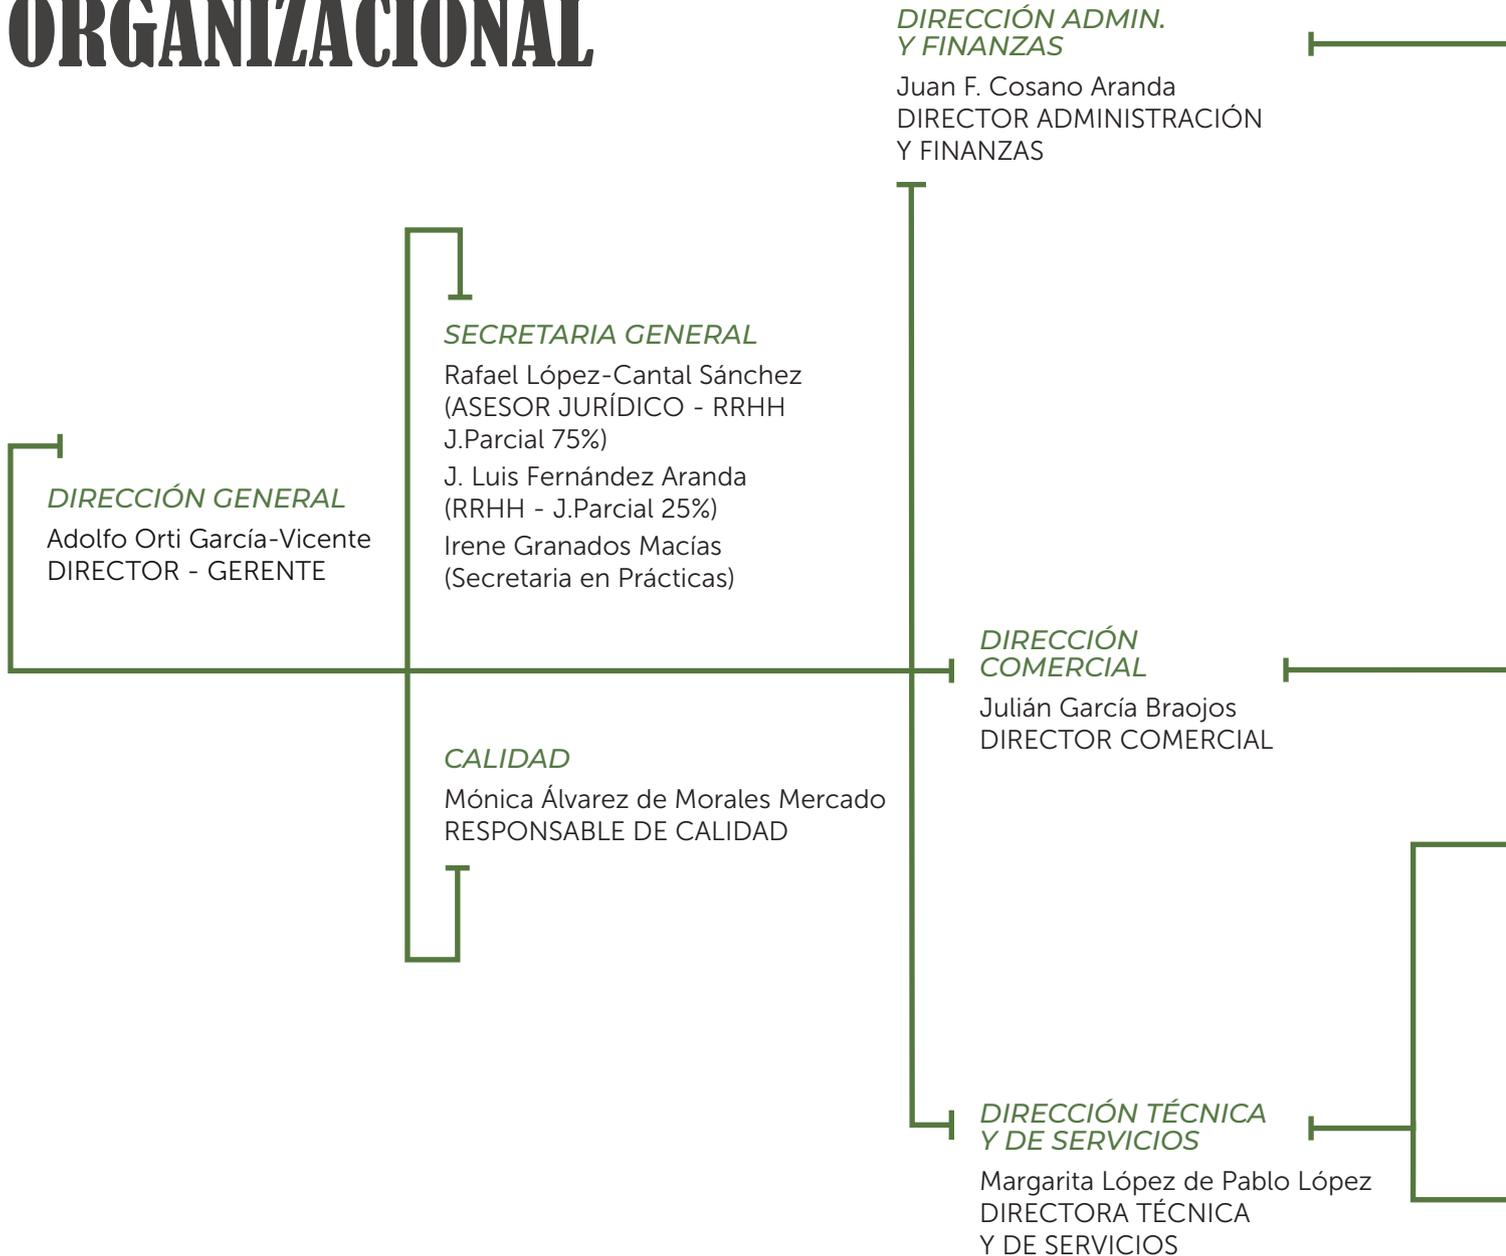 ORGANIZACIONAL
DIRECCIÓN ADMIN.
Y FINANZAS
Juan F. Cosano Aranda
DIRECTOR ADMINISTRACIÓN
Y FINANZAS
SECRETARIA GENERAL
Rafael López-Cantal Sánchez
(ASESOR JURÍDICO - RRHH
J.Parcial 75%)
J. Luis Fernández Aranda
(RRHH - J.Parcial 25%)
Irene Granados Macías
(Secretaria en Prácticas)
DIRECCIÓN GENERAL
Adolfo Orti García-Vicente
DIRECTOR - GERENTE
DIRECCIÓN
COMERCIAL
Julián García Braojos
DIRECTOR COMERCIAL
CALIDAD
Mónica Álvarez de Morales Mercado
RESPONSABLE DE CALIDAD
DIRECCIÓN TÉCNICA
Y DE SERVICIOS
Margarita López de Pablo López
DIRECTORA TÉCNICA
Y DE SERVICIOS